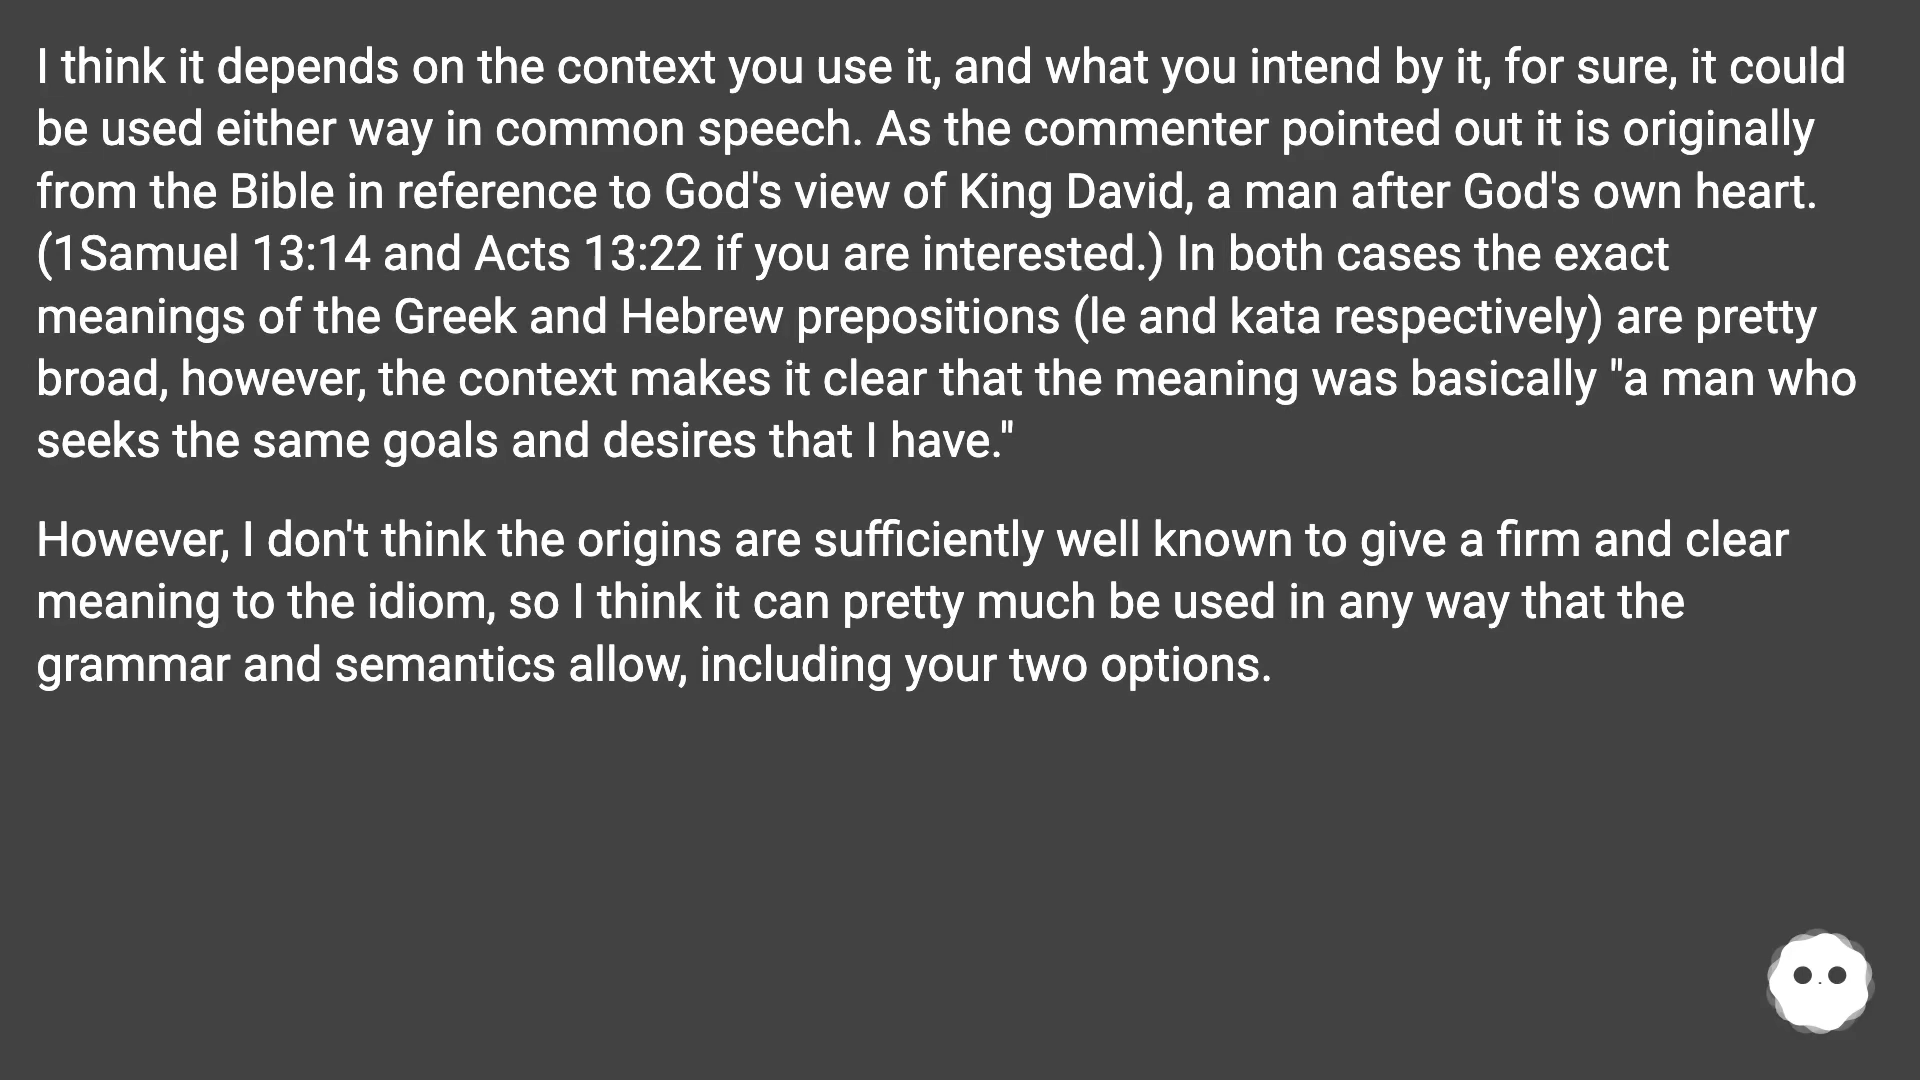 I think it depends on the context you use it, and what you intend by it, for sure, it could
be used either way in common speech. As the commenter pointed out it is originally
from the Bible in reference to God's view of King David, a man after God's own heart.
(1Samuel 13:14 and Acts 13:22 if you are interested.) In both cases the exact
meanings of the Greek and Hebrew prepositions (le and kata respectively) are pretty
broad, however, the context makes it clear that the meaning was basically "a man who
seeks the same goals and desires that I have."
However, I don't think the origins are sufficiently well known to give a firm and clear
meaning to the idiom, so I think it can pretty much be used in any way that the
grammar and semantics allow, including your two options.